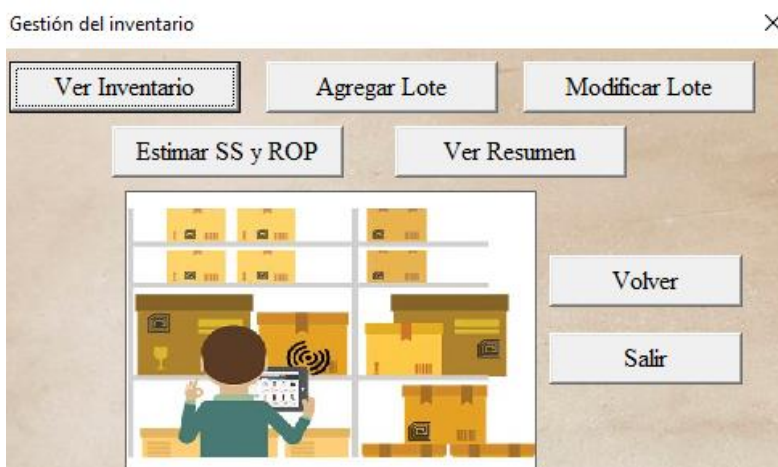 Gestión del inventario
Ver Inventario
Agregar Lote
Modificar Lote
Estimar SS y ROP
Ver Resumen
Volver
Salir